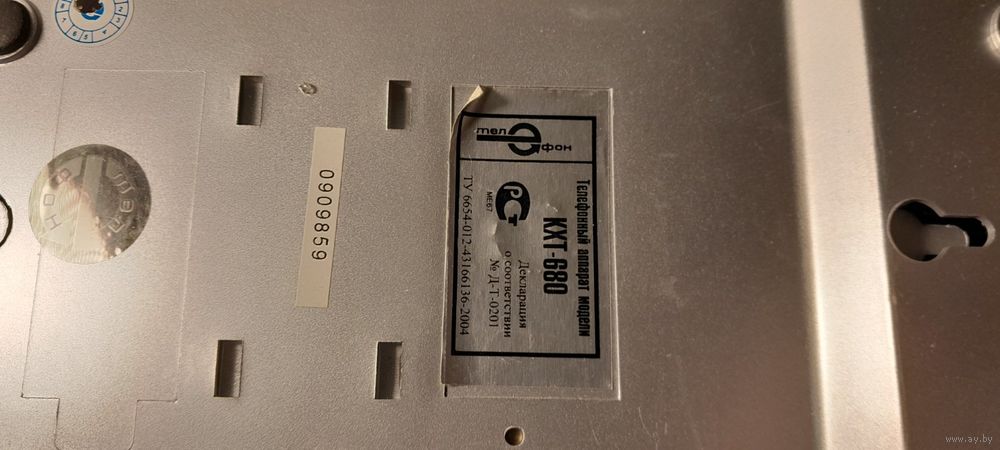 тел
фон
Телефонный аппарат модели
КХТ-680
РСТ
МЕ67
Декларация
о соответствии
№ Д-Т-0201
ТУ 6654-012-43166136-2004
0909859
www.ay.by